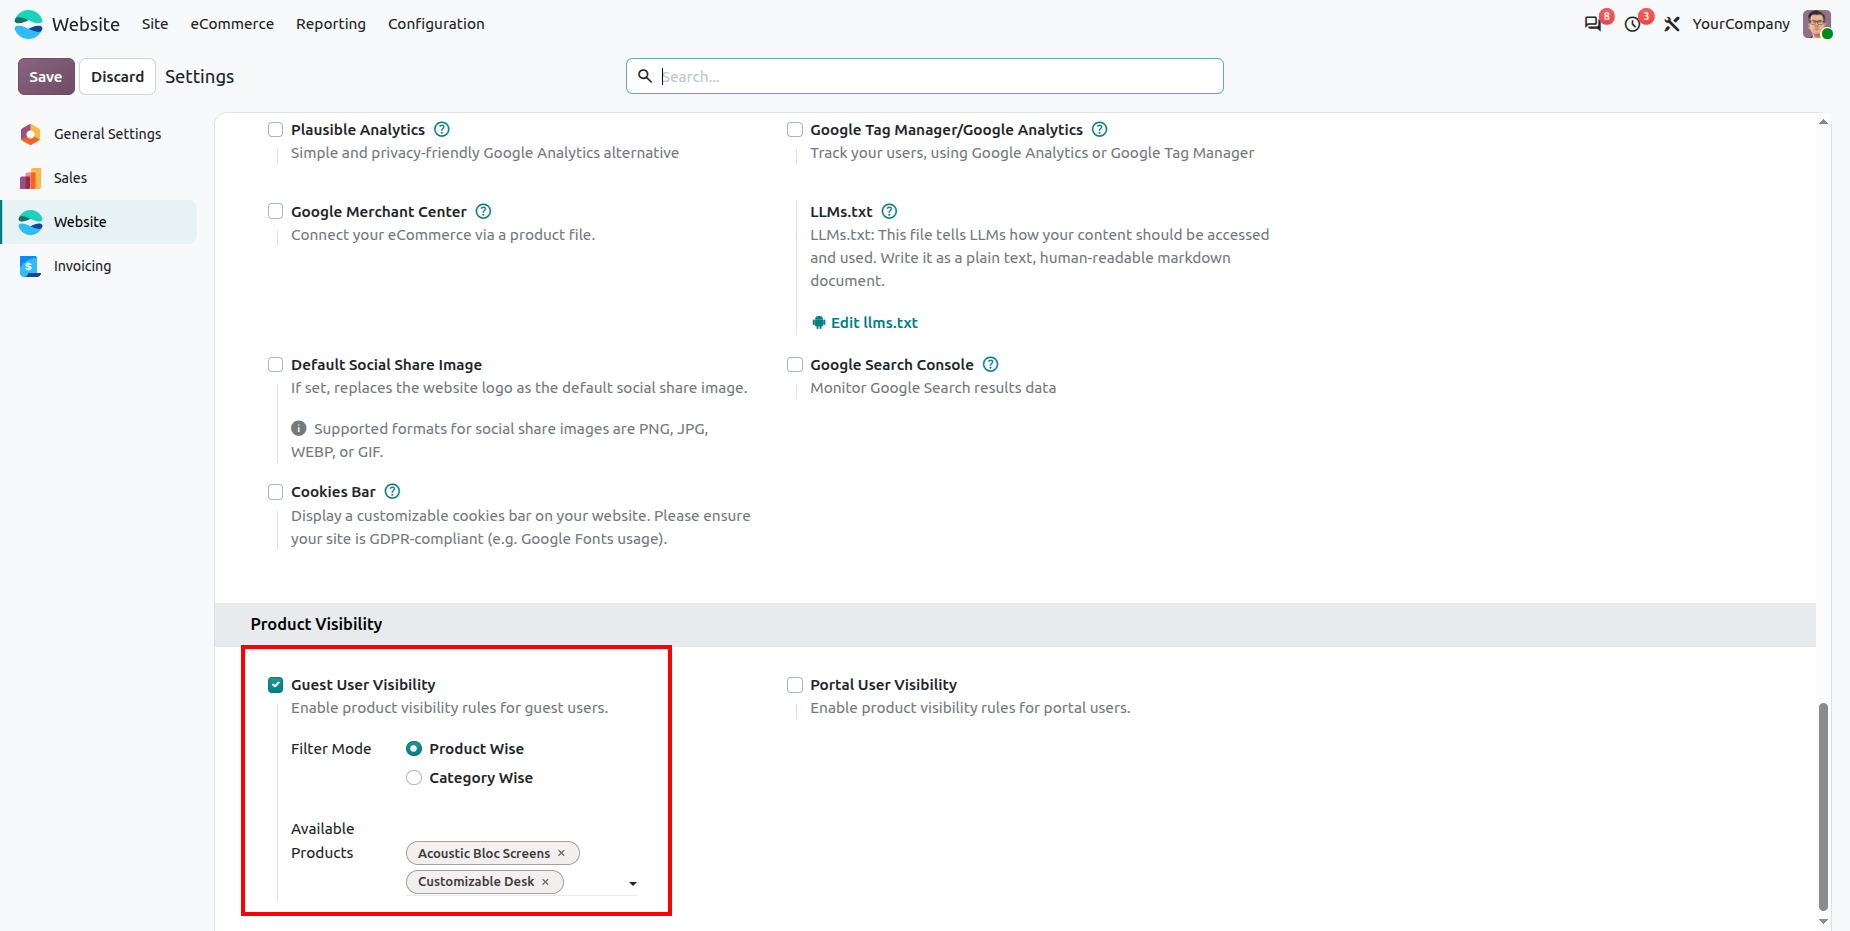 Website Site eCommerce Reporting Configuration 8 3 YourCompany
Save Discard Settings Search...
General Settings
Sales
Website
Invoicing
$
Plausible Analytics ?
Simple and privacy-friendly Google Analytics alternative
Google Tag Manager/Google Analytics ?
Track your users, using Google Analytics or Google Tag Manager
Google Merchant Center ?
Connect your eCommerce via a product file.
LLMs.txt ?
LLMs.txt: This file tells LLMs how your content should be accessed
and used. Write it as a plain text, human-readable markdown
document.
Edit llms.txt
Default Social Share Image
If set, replaces the website logo as the default social share image.
Supported formats for social share images are PNG, JPG,
WEBP, or GIF.
Google Search Console ?
Monitor Google Search results data
Cookies Bar ?
Display a customizable cookies bar on your website. Please ensure
your site is GDPR-compliant (e.g. Google Fonts usage).
Product Visibility
Guest User Visibility
Enable product visibility rules for guest users.
Filter Mode Product Wise
Category Wise
Available
Products Acoustic Bloc Screens ×
Customizable Desk ×
Portal User Visibility
Enable product visibility rules for portal users.